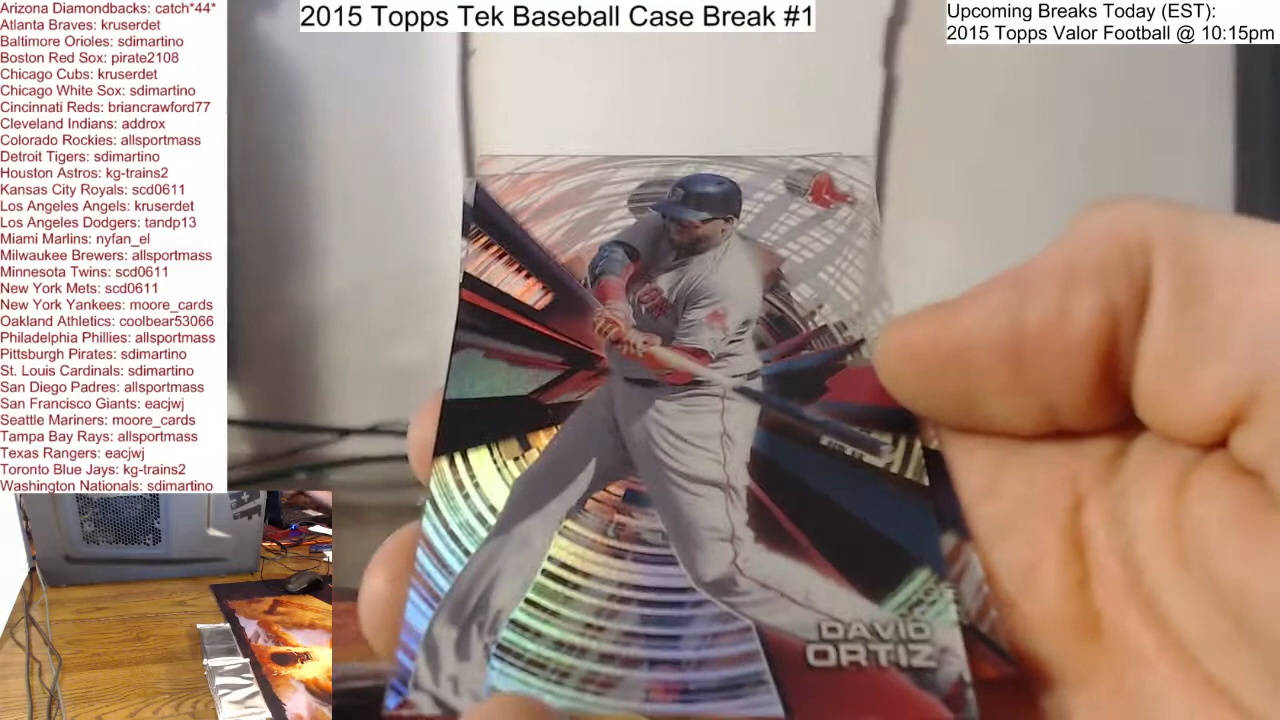 Arizona Diamondbacks: catch*44*
Atlanta Braves: kruserdet
Baltimore Orioles: sdimartino
Boston Red Sox: pirate2108
Chicago Cubs: kruserdet
Chicago White Sox: sdimartino
Cincinnati Reds: briancrawford77
Cleveland Indians: addrox
Colorado Rockies: allsportmass
Detroit Tigers: sdimartino
Houston Astros: kg-trains2
Kansas City Royals: scd0611
Los Angeles Angels: kruserdet
Los Angeles Dodgers: tandp13
Miami Marlins: nyfan_el
Milwaukee Brewers: allsportmass
Minnesota Twins: scd0611
New York Mets: scd0611
New York Yankees: moore_cards
Oakland Athletics: coolbear53066
Philadelphia Phillies: allsportmass
Pittsburgh Pirates: sdimartino
St. Louis Cardinals: sdimartino
San Diego Padres: allsportmass
San Francisco Giants: eacjwj
Seattle Mariners: moore_cards
Tampa Bay Rays: allsportmass
Texas Rangers: eacjwj
Toronto Blue Jays: kg-trains2
Washington Nationals: sdimartino
2015 Topps Tek Baseball Case Break #1
Upcoming Breaks Today (EST):
2015 Topps Valor Football @ 10:15pm
DAVID
ORTIZ